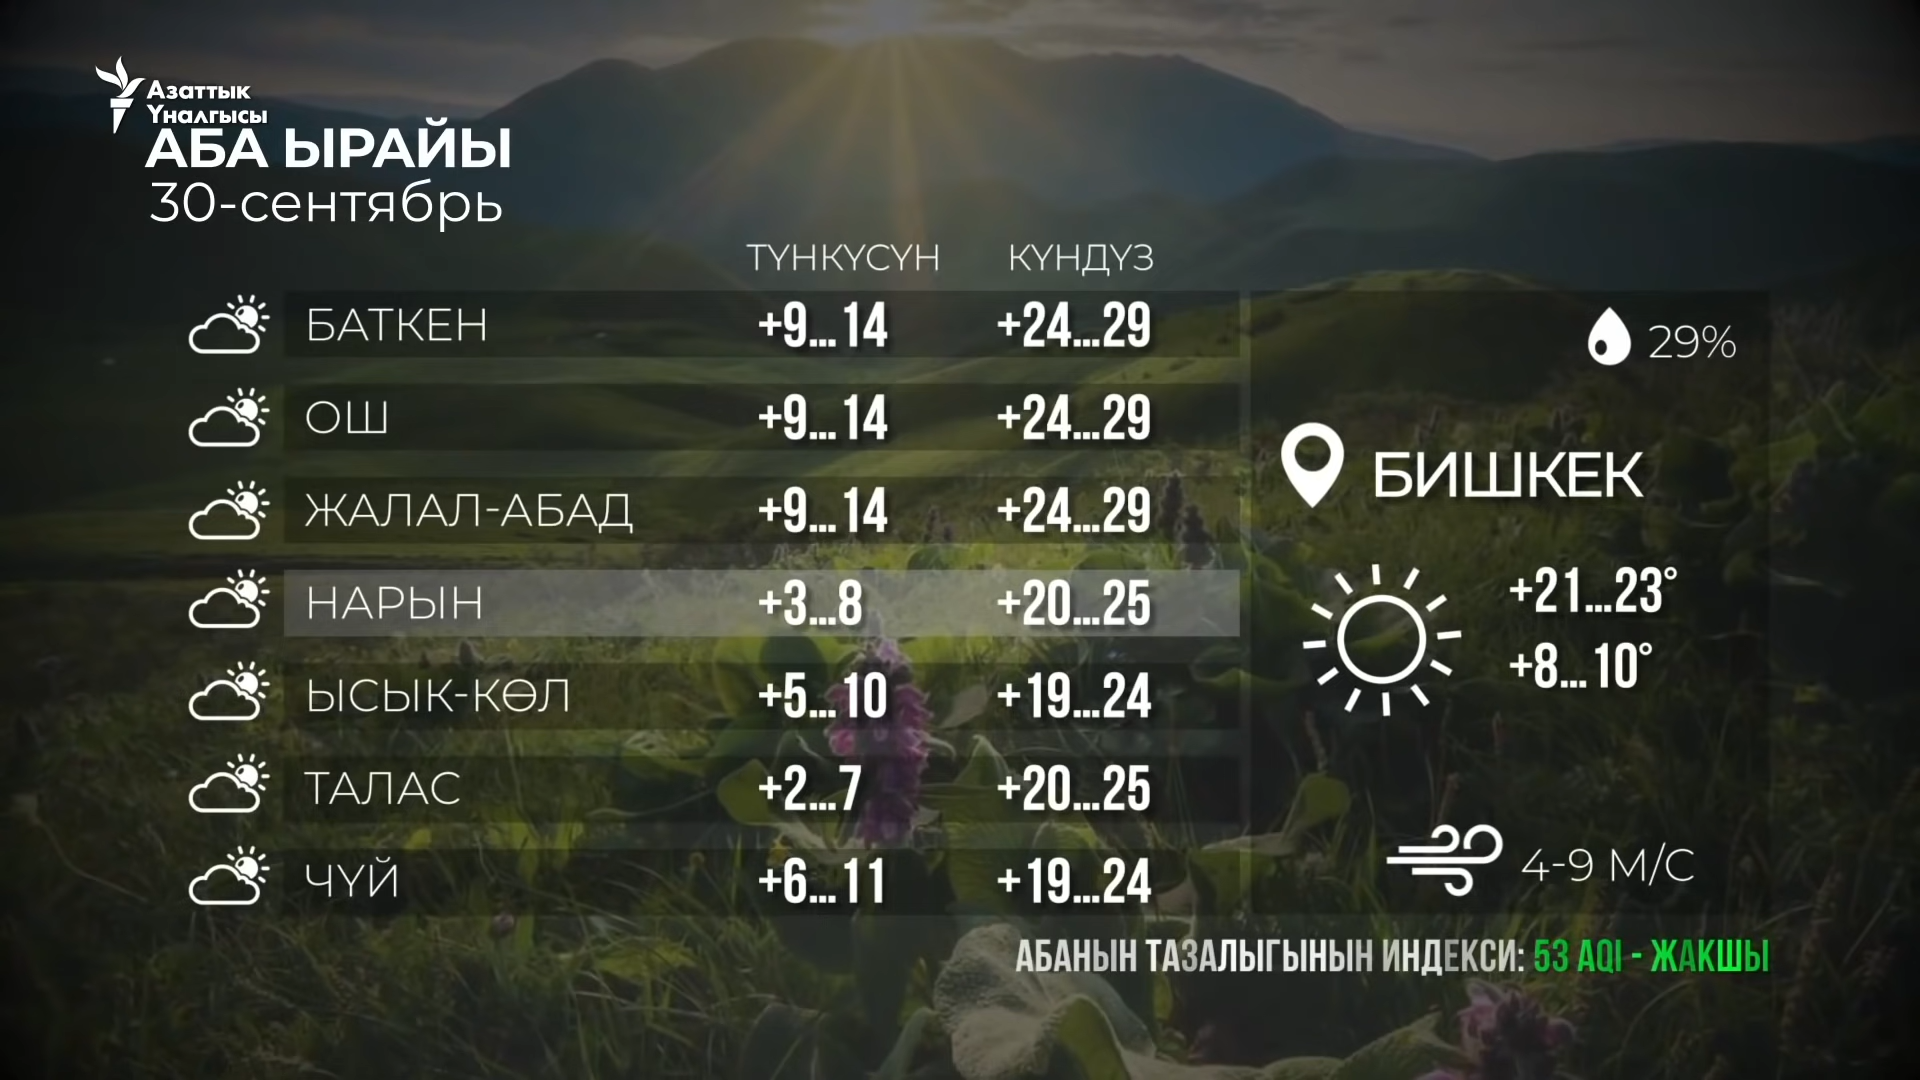 Азаттык
Үналгысы
АБА ЫРАЙЫ
30-сентябрь
ТҮНКҮСҮН КҮНДҮЗ
БАТКЕН +9...14 +24...29
ОШ +9...14 +24...29
ЖАЛАЛ-АБАД +9...14 +24...29
НАРЫН +3...8 +20...25
ЫСЫК-КӨЛ +5...10 +19...24
ТАЛАС +2...7 +20...25
ЧҮЙ +6...11 +19...24
29%
БИШКЕК
+21...23°
+8...10°
4-9 М/С
АБАНЫН ТАЗАЛЫГЫНЫН ИНДЕКСИ: 53 AQI - ЖАКШЫ